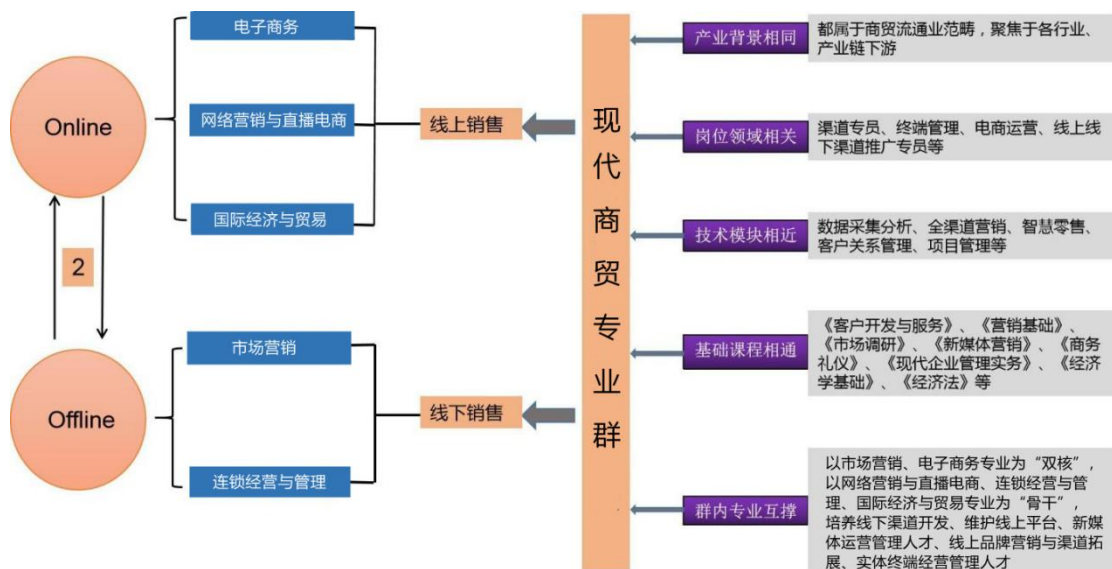 电子商务
Online
网络营销与直播电商
线上销售
国际经济与贸易
2
市场营销
Offline
线下销售
连锁经营与管理
现代商贸专业群
产业背景相同
都属于商贸流通业范畴，聚焦于各行业、
产业链下游
岗位领域相关
渠道专员、终端管理、电商运营、线上线
下渠道推广专员等
技术模块相近
数据采集分析、全渠道营销、智慧零售、
客户关系管理、项目管理等
基础课程相通
《客户开发与服务》、《营销基础》、
《市场调研》、《新媒体营销》、《商务
礼仪》、《现代企业管理实务》、《经济
学基础》、《经济法》等
群内专业互撑
以市场营销、电子商务专业为“双核”，
以网络营销与直播电商、连锁经营与管
理、国际经济与贸易专业为“骨干”，
培养线下渠道开发、维护线上平台、新媒
体运营管理人才、线上品牌营销与渠道拓
展、实体终端经营管理人才